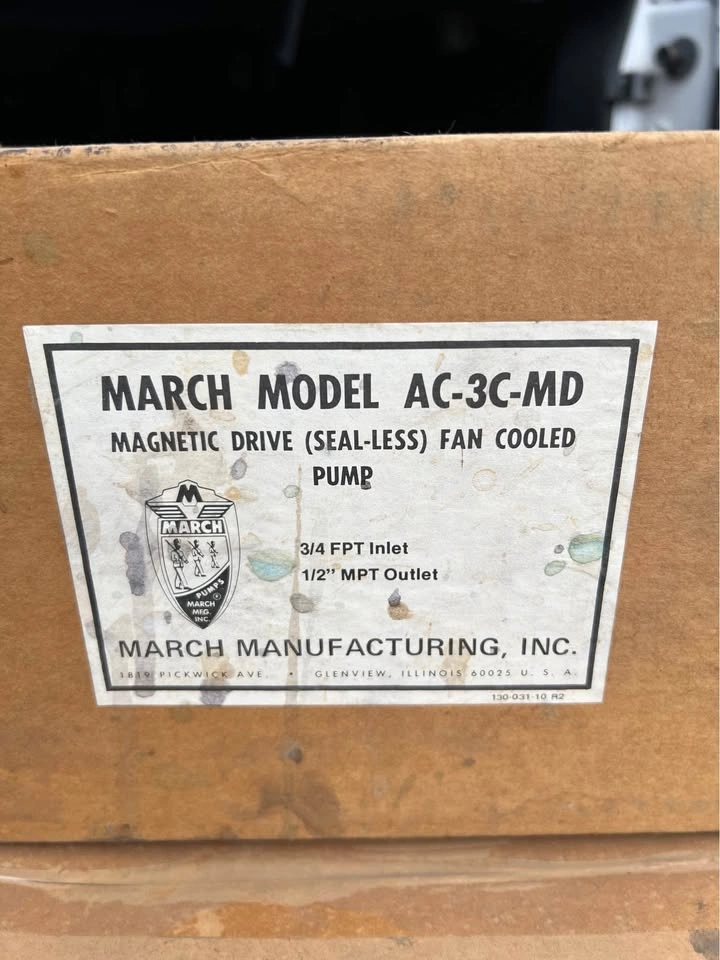 MARCH MODEL AC-3C-MD
MAGNETIC DRIVE (SEAL-LESS) FAN COOLED
PUMP
M
MARCH
PUMPS
MARCH
MFG.
INC.
®
3/4 FPT Inlet
1/2" MPT Outlet
MARCH MANUFACTURING, INC.
1819 PICKWICK AVE. • GLENVIEW, ILLINOIS 60025 U. S. A.
130-031-10 R2